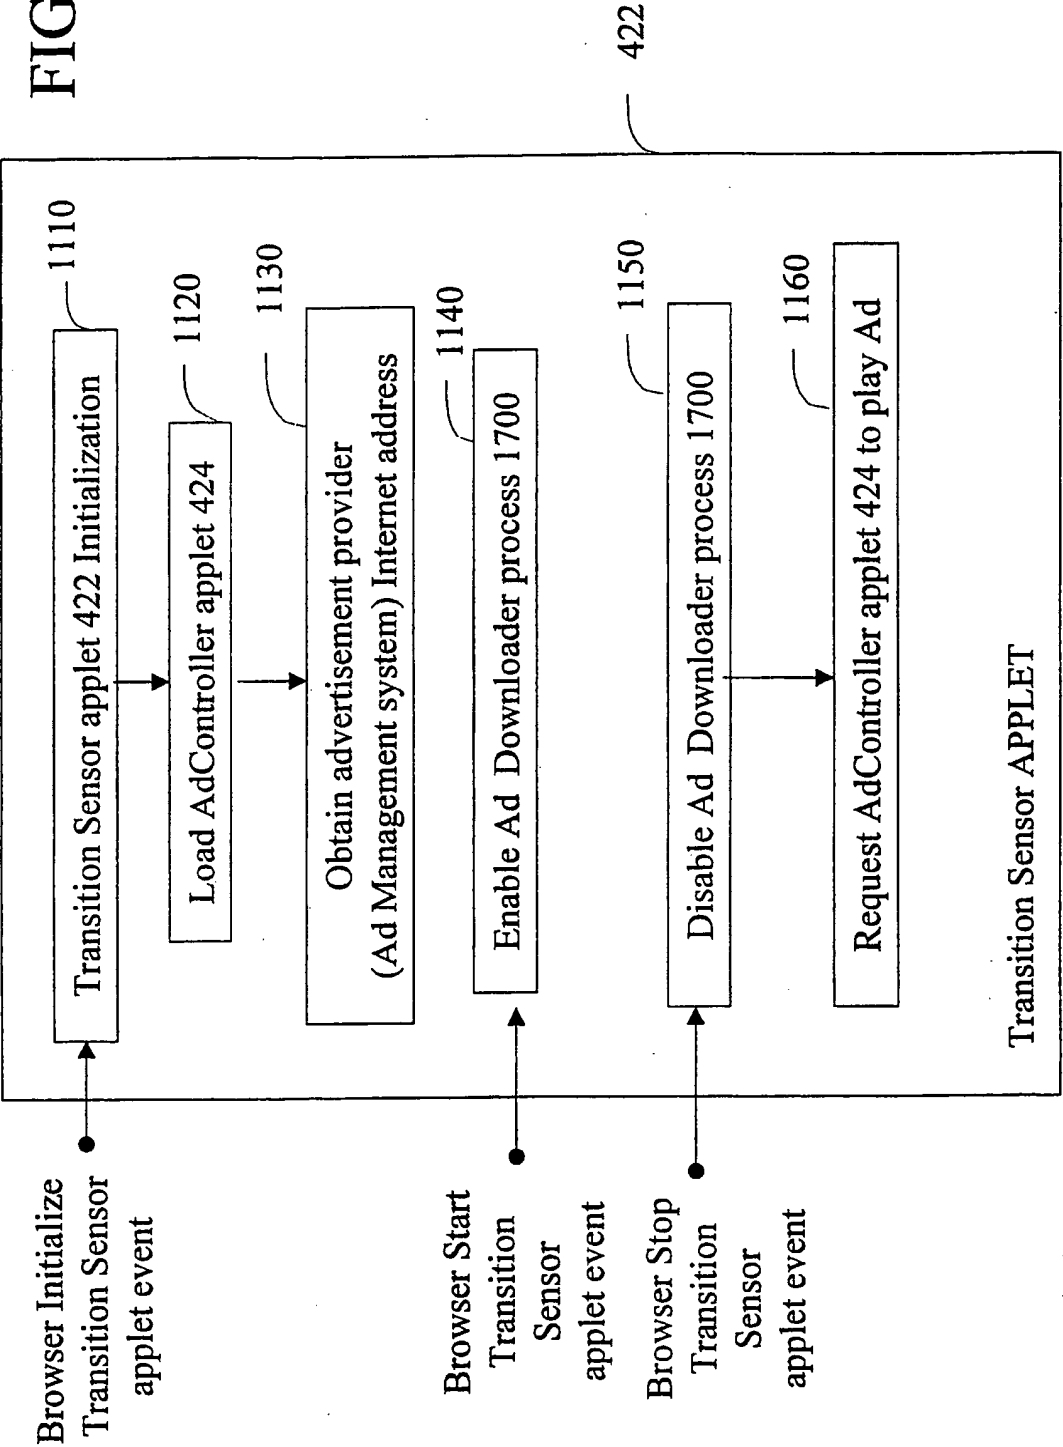 FIG
Browser Initialize
Transition Sensor
applet event
Transition Sensor applet 422 Initialization
1110
Load AdController applet 424
1120
Obtain advertisement provider
(Ad Management system) Internet address
1130
Browser Start
Transition
Sensor
applet event
Enable Ad Downloader process 1700
1140
Browser Stop
Transition
Sensor
applet event
Disable Ad Downloader process 1700
1150
Request AdController applet 424 to play Ad
1160
Transition Sensor APPLET
422